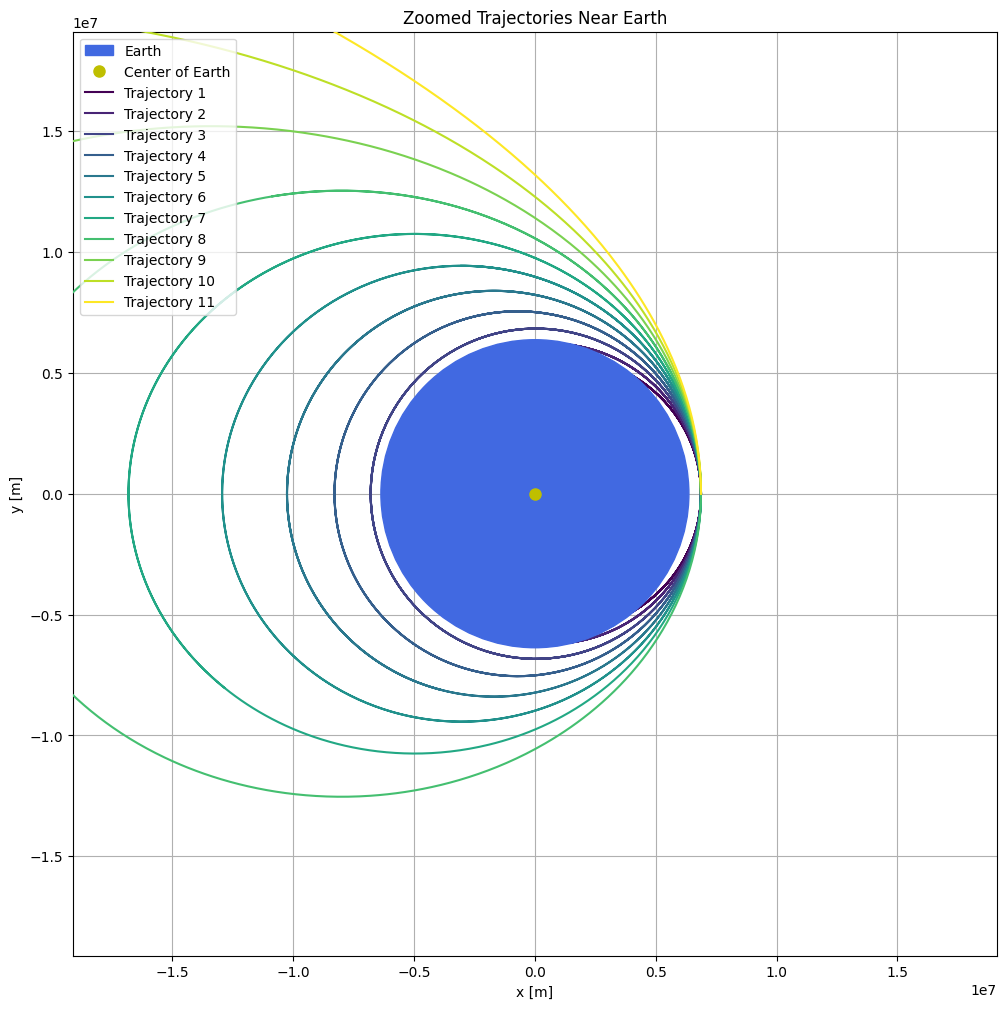 Zoomed Trajectories Near Earth
1e7
Earth
Center of Earth
Trajectory 1
Trajectory 2
Trajectory 3
Trajectory 4
Trajectory 5
Trajectory 6
Trajectory 7
Trajectory 8
Trajectory 9
Trajectory 10
Trajectory 11
1.5
1.0
0.5
0.0
−0.5
−1.0
−1.5
y [m]
−1.5 −1.0 −0.5 0.0 0.5 1.0 1.5
x [m]
1e7